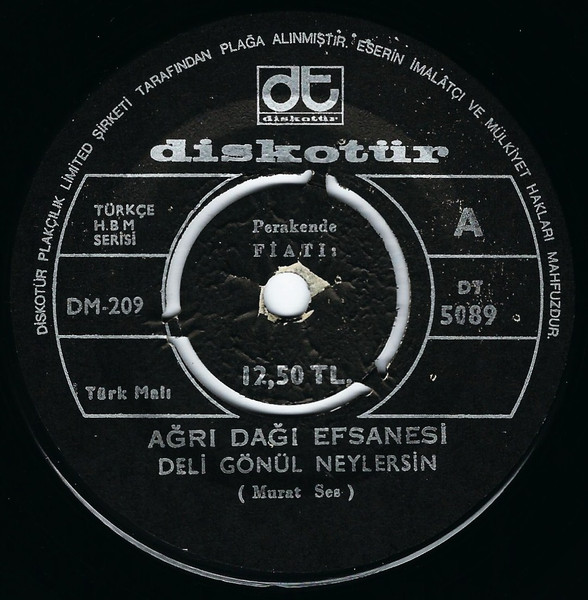 DİSKOTÜR PLAKÇILIK LİMİTED ŞİRKETİ TARAFINDAN PLAĞA ALINMIŞTIR. ESERİN İMALÂTÇI VE MÜLKİYET HAKLARI MAHFUZDUR
dt
diskotür
diskotür
TÜRKÇE
H.B M
SERİSİ
Perakende
FİATI:
A
DM-209
DT
5089
Türk Malı
12,50 TL.
AĞRI DAĞI EFSANESİ
DELİ GÖNÜL NEYLERSİN
( Murat Ses )